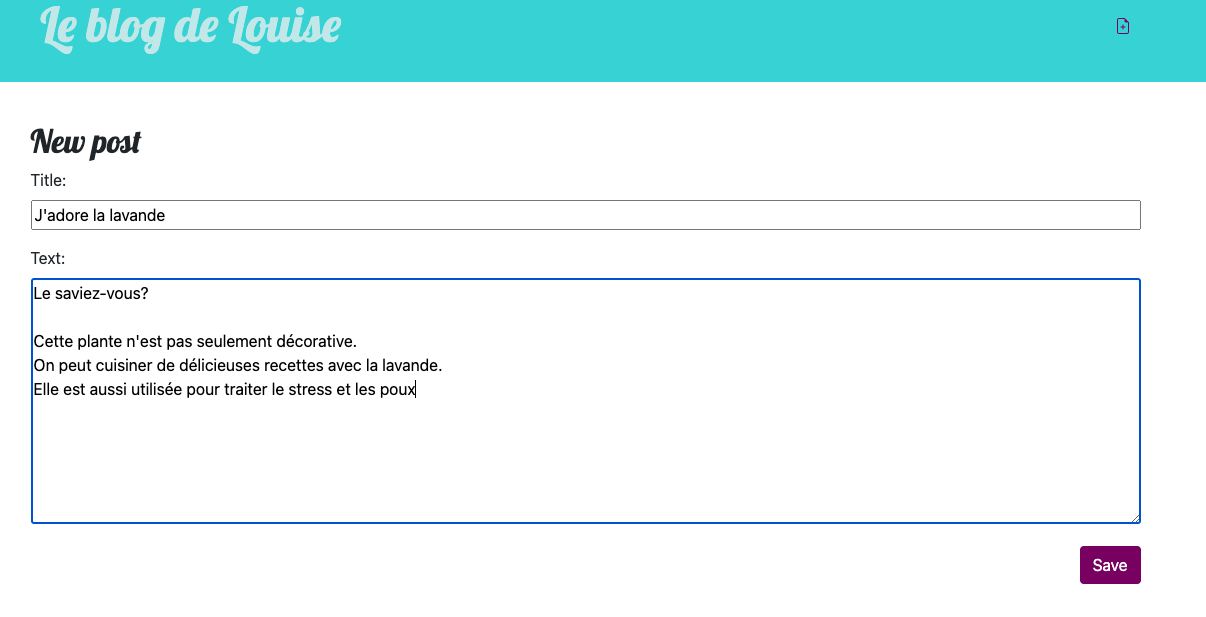 Le blog de Louise
New post
Title:
J'adore la lavande
Text:
Le saviez-vous?
Cette plante n'est pas seulement décorative.
On peut cuisiner de délicieuses recettes avec la lavande.
Elle est aussi utilisée pour traiter le stress et les poux
Save